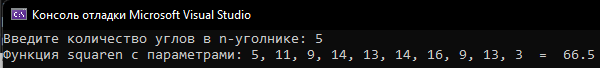 Консоль отладки Microsoft Visual Studio
Введите количество углов в n-уголнике: 5
Функция squaren с параметрами: 5, 11, 9, 14, 13, 14, 16, 9, 13, 3  =  66.5